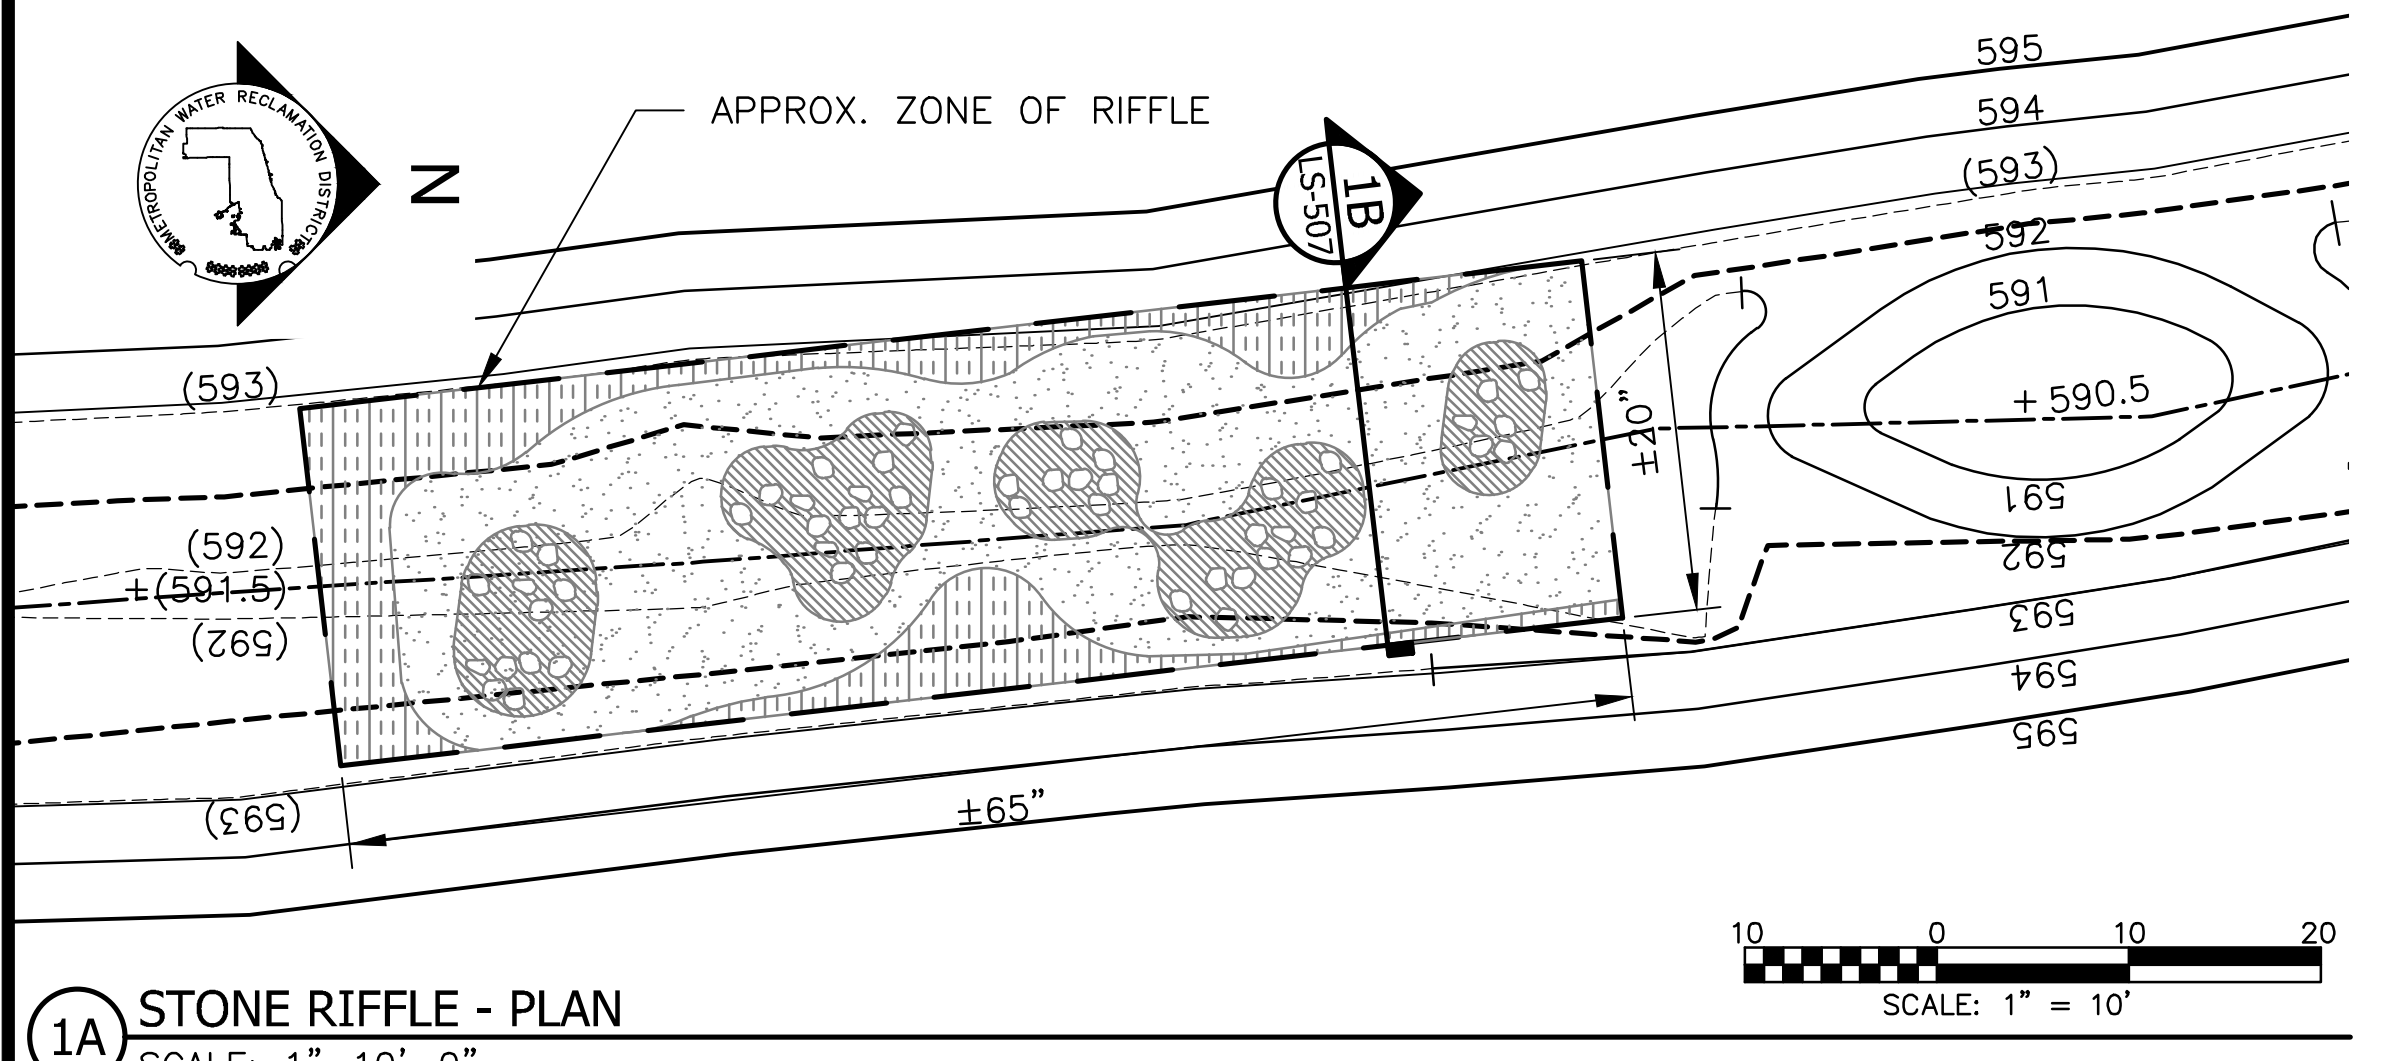 METROPOLITAN WATER RECLAMATION DISTRICT
N
APPROX. ZONE OF RIFFLE
1B
LS-507
595
594
(593)
592
591
+ 590.5
591
592
593
594
595
(593)
(592)
+(591.5)
(592)
(593)
±20”
±65”
10 0 10 20
SCALE: 1” = 10’
1A
STONE RIFFLE - PLAN